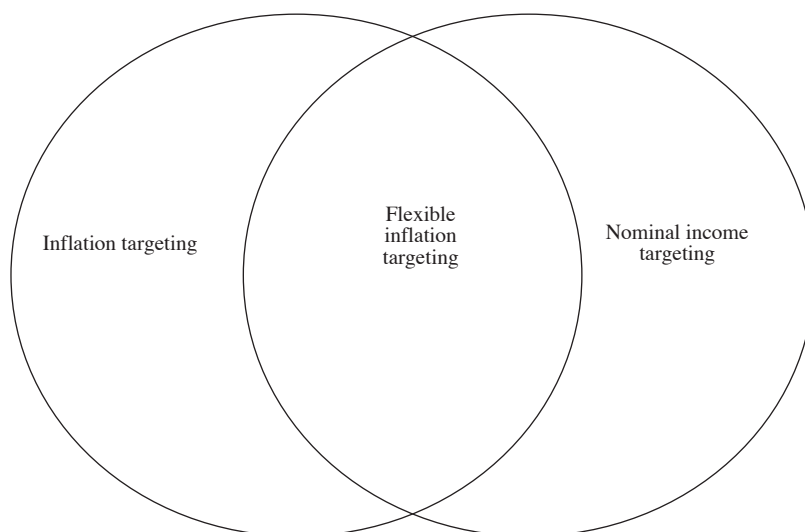 Inflation targeting
Flexible
inflation
targeting
Nominal income
targeting